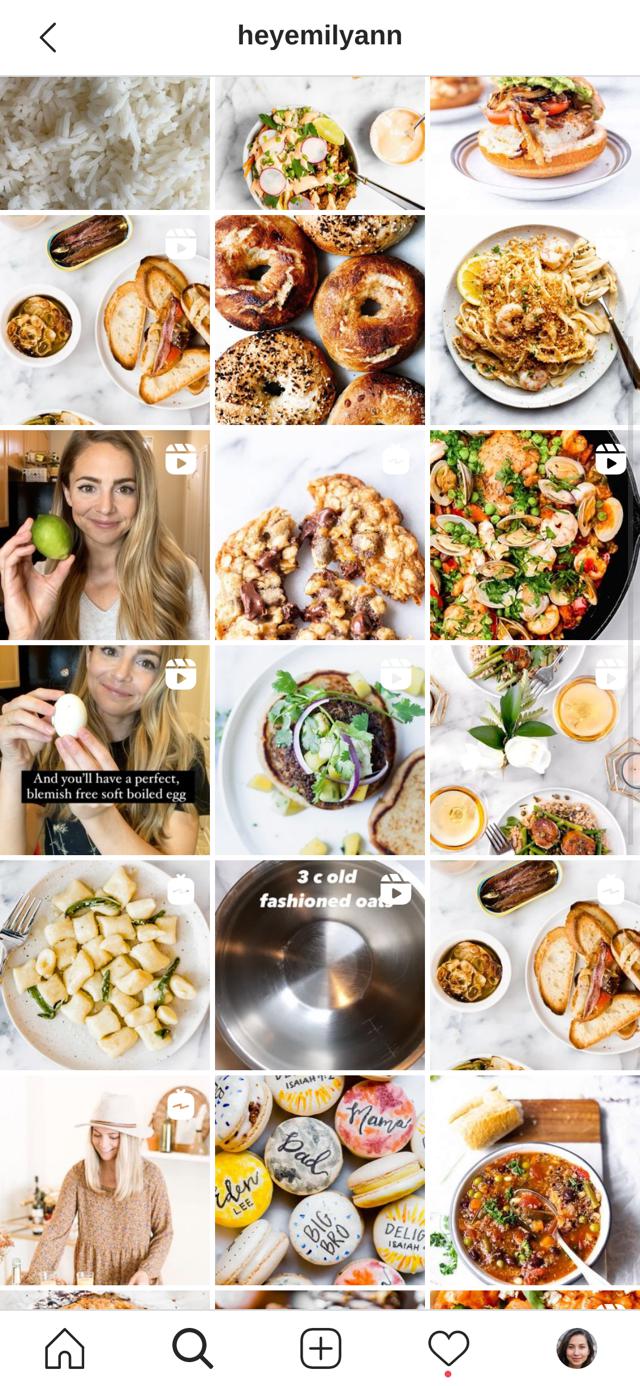 heyemilyann
And you'll have a perfect,
blemish free soft boiled egg
3 c old
fashioned oats
ISAIAH
Mama
Dad
LEE
BIG
BRO
DELIG
ISAIAH